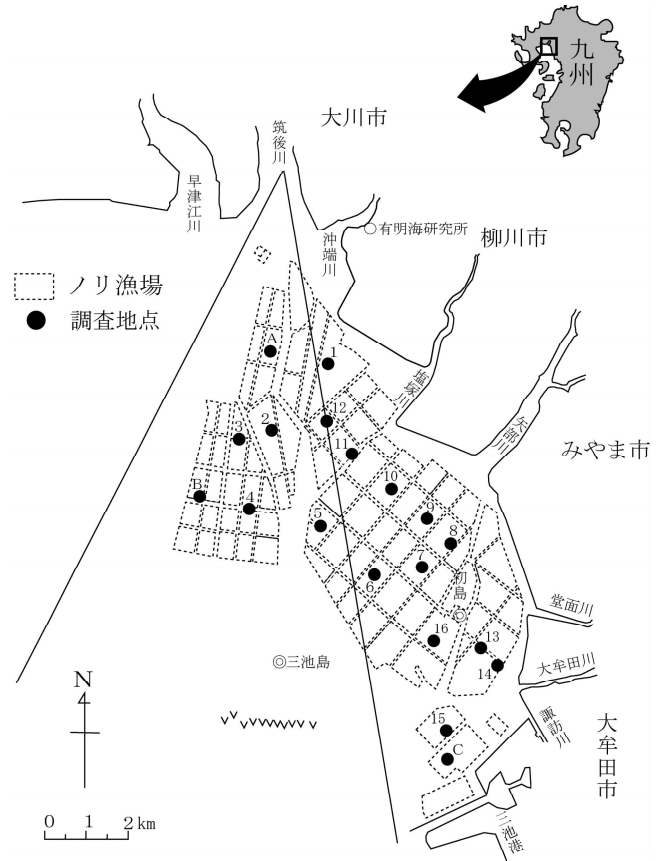 九州
大川市
筑後川
早津江川
沖端川
○有明海研究所
柳川市
ノリ漁場
調査地点
A
1
塩塚川
矢部川
みやま市
12
2
3
11
10
B
4
5
9
8
7
6
初島
◎
堂面川
16
13
14
大牟田川
◎三池島
N
諏訪川
大牟田市
15
C
三池港
0 1 2km